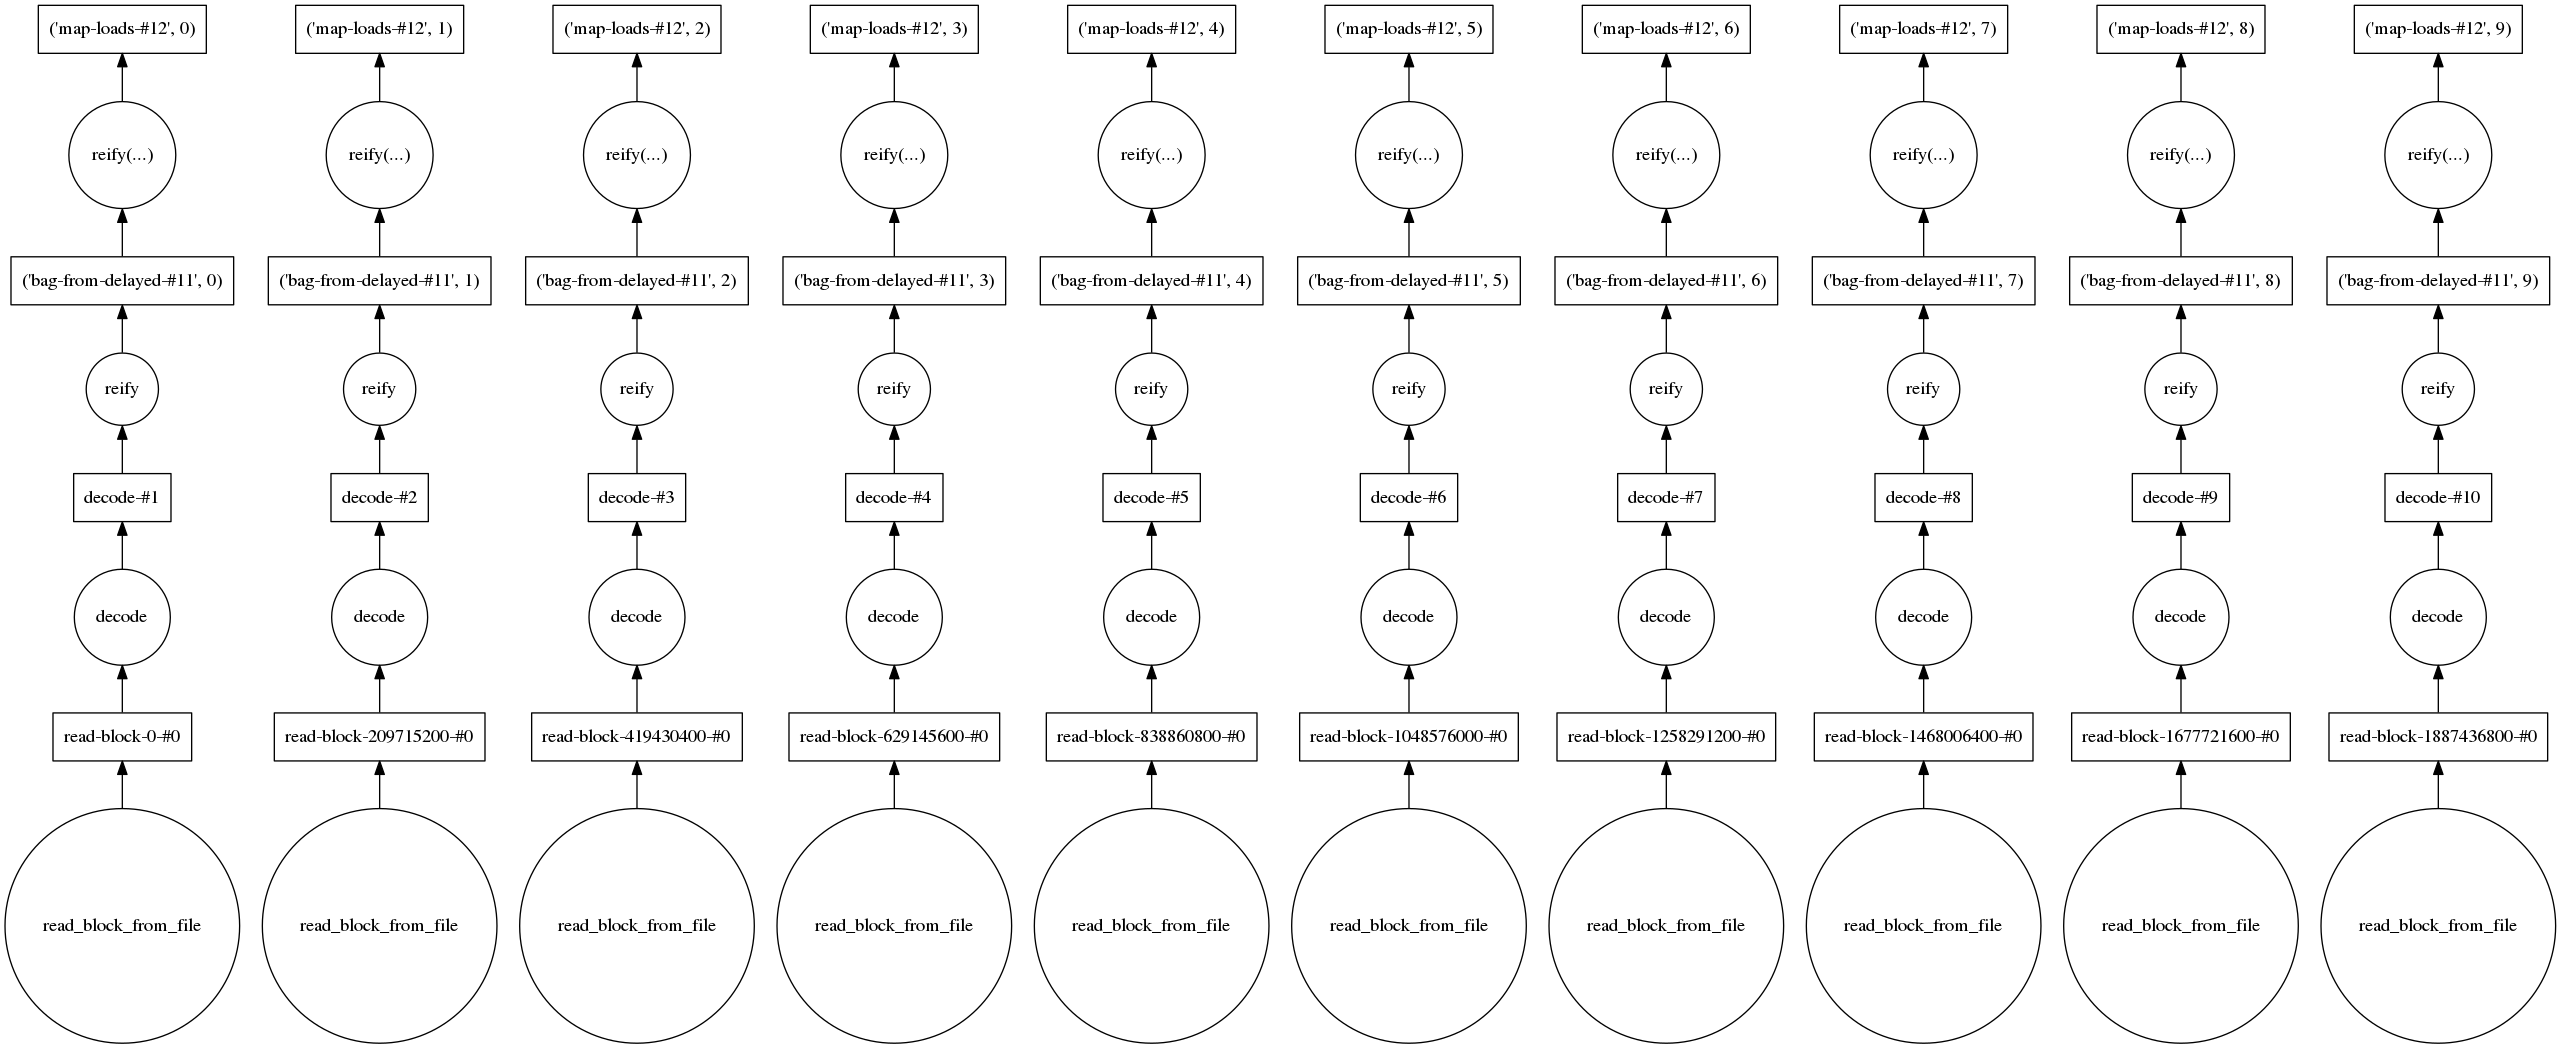 ('map-loads-#12', 0) ('map-loads-#12', 1) ('map-loads-#12', 2) ('map-loads-#12', 3) ('map-loads-#12', 4) ('map-loads-#12', 5) ('map-loads-#12', 6) ('map-loads-#12', 7) ('map-loads-#12', 8) ('map-loads-#12', 9)
reify(...) reify(...) reify(...) reify(...) reify(...) reify(...) reify(...) reify(...) reify(...) reify(...)
('bag-from-delayed-#11', 0) ('bag-from-delayed-#11', 1) ('bag-from-delayed-#11', 2) ('bag-from-delayed-#11', 3) ('bag-from-delayed-#11', 4) ('bag-from-delayed-#11', 5) ('bag-from-delayed-#11', 6) ('bag-from-delayed-#11', 7) ('bag-from-delayed-#11', 8) ('bag-from-delayed-#11', 9)
reify reify reify reify reify reify reify reify reify reify
decode-#1 decode-#2 decode-#3 decode-#4 decode-#5 decode-#6 decode-#7 decode-#8 decode-#9 decode-#10
decode decode decode decode decode decode decode decode decode decode
read-block-0-#0 read-block-209715200-#0 read-block-419430400-#0 read-block-629145600-#0 read-block-838860800-#0 read-block-1048576000-#0 read-block-1258291200-#0 read-block-1468006400-#0 read-block-1677721600-#0 read-block-1887436800-#0
read_block_from_file read_block_from_file read_block_from_file read_block_from_file read_block_from_file read_block_from_file read_block_from_file read_block_from_file read_block_from_file read_block_from_file